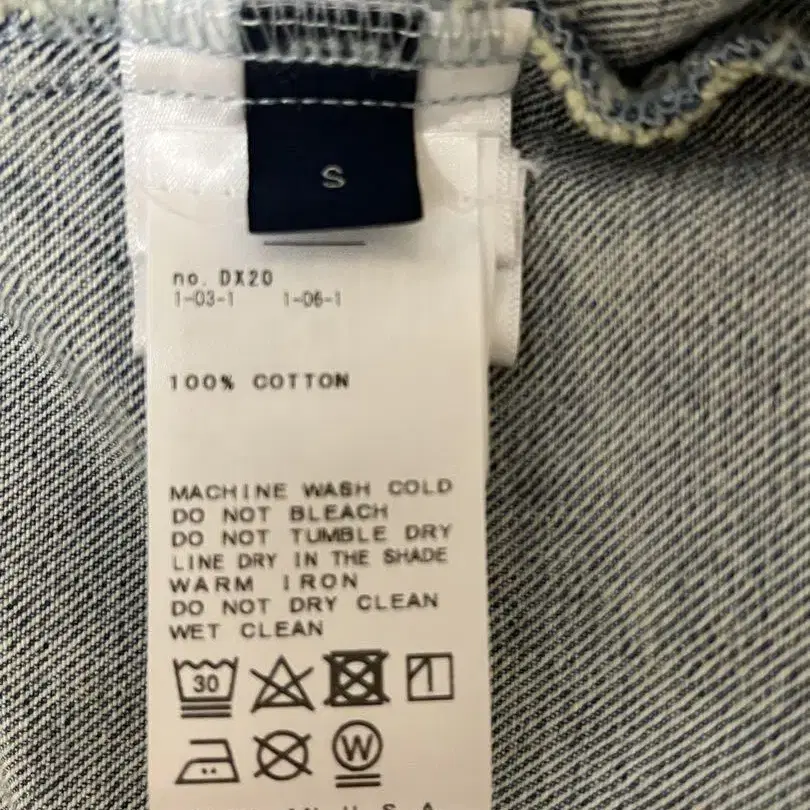 S
no. DX20
1-03-1 1-06-1
100% COTTON
MACHINE WASH COLD
DO NOT BLEACH
DO NOT TUMBLE DRY
LINE DRY IN THE SHADE
WARM IRON
DO NOT DRY CLEAN
WET CLEAN
30
W